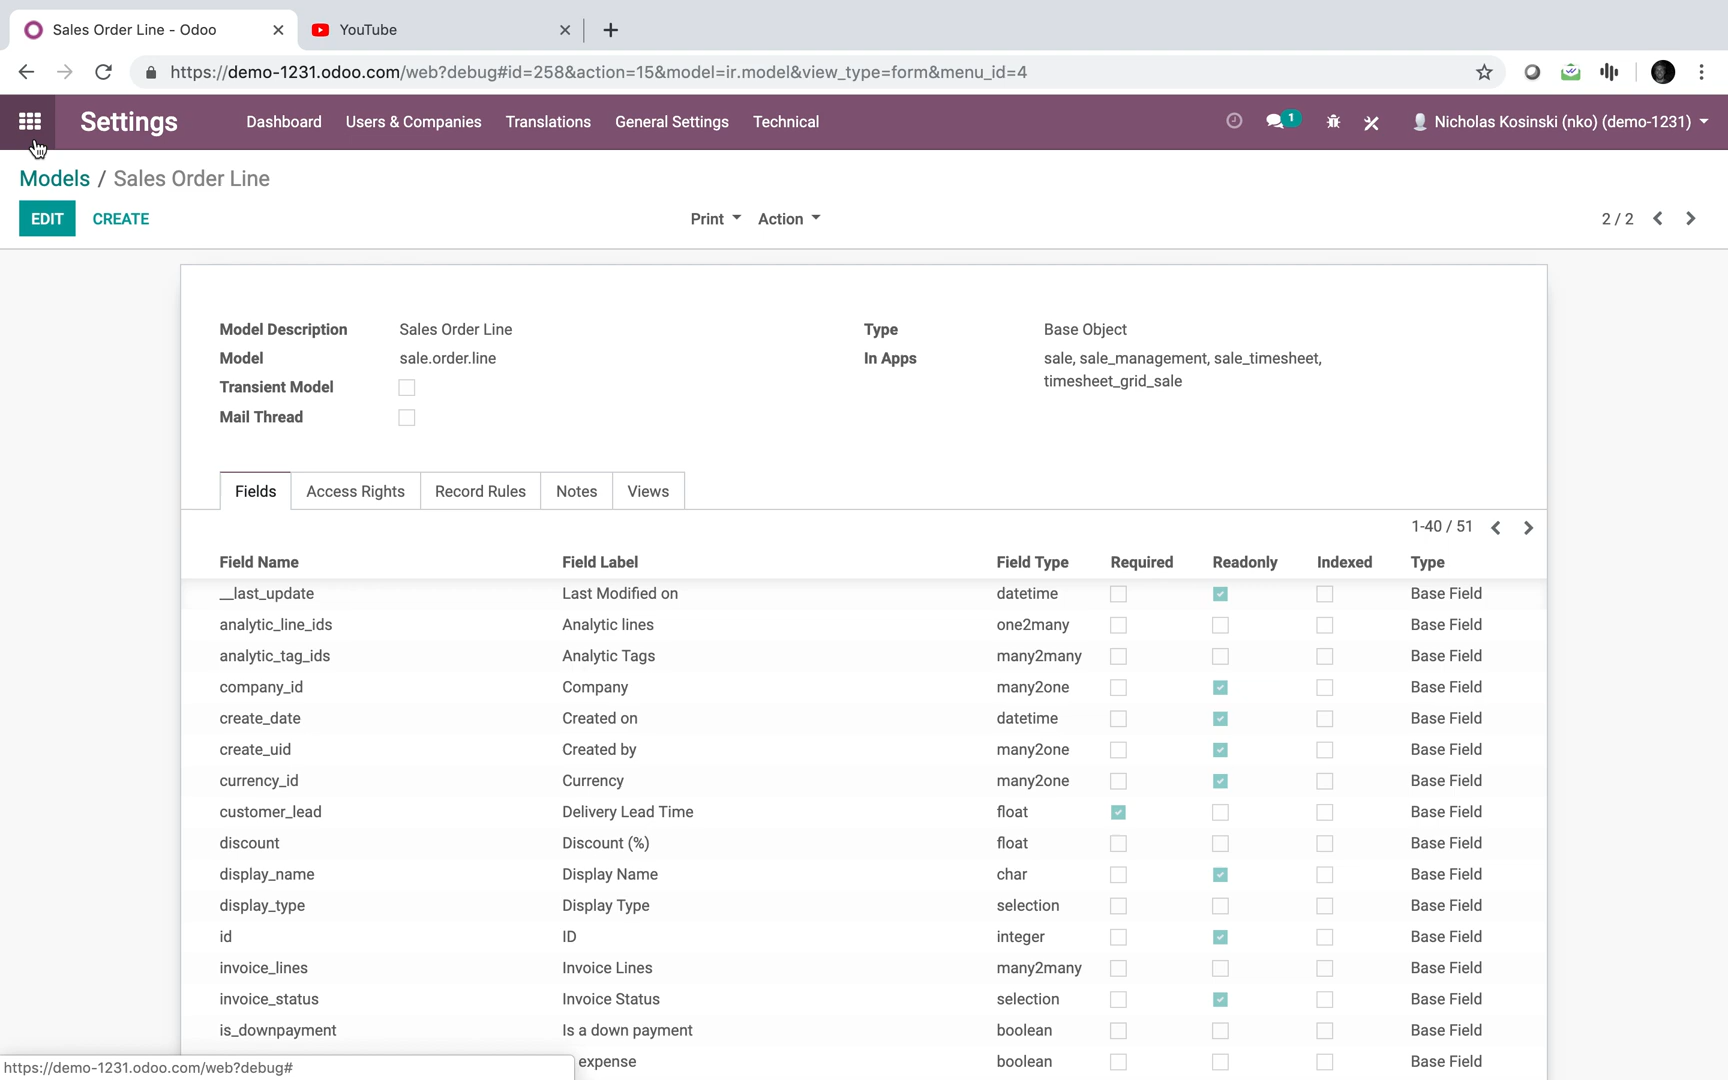 Sales Order Line - Odoo
YouTube
https://demo-1231.odoo.com/web?debug#id=258&action=15&model=ir.model&view_type=form&menu_id=4
Settings Dashboard Users & Companies Translations General Settings Technical 1 Nicholas Kosinski (nko) (demo-1231)
Models / Sales Order Line
EDIT CREATE Print Action 2 / 2
Model Description Sales Order Line Type Base Object
Model sale.order.line In Apps sale, sale_management, sale_timesheet,
timesheet_grid_sale
Transient Model
Mail Thread
Fields Access Rights Record Rules Notes Views
1-40 / 51
Field Name Field Label Field Type Required Readonly Indexed Type
__last_update Last Modified on datetime Base Field
analytic_line_ids Analytic lines one2many Base Field
analytic_tag_ids Analytic Tags many2many Base Field
company_id Company many2one Base Field
create_date Created on datetime Base Field
create_uid Created by many2one Base Field
currency_id Currency many2one Base Field
customer_lead Delivery Lead Time float Base Field
discount Discount (%) float Base Field
display_name Display Name char Base Field
display_type Display Type selection Base Field
id ID integer Base Field
invoice_lines Invoice Lines many2many Base Field
invoice_status Invoice Status selection Base Field
is_downpayment Is a down payment boolean Base Field
expense boolean Base Field
https://demo-1231.odoo.com/web?debug#